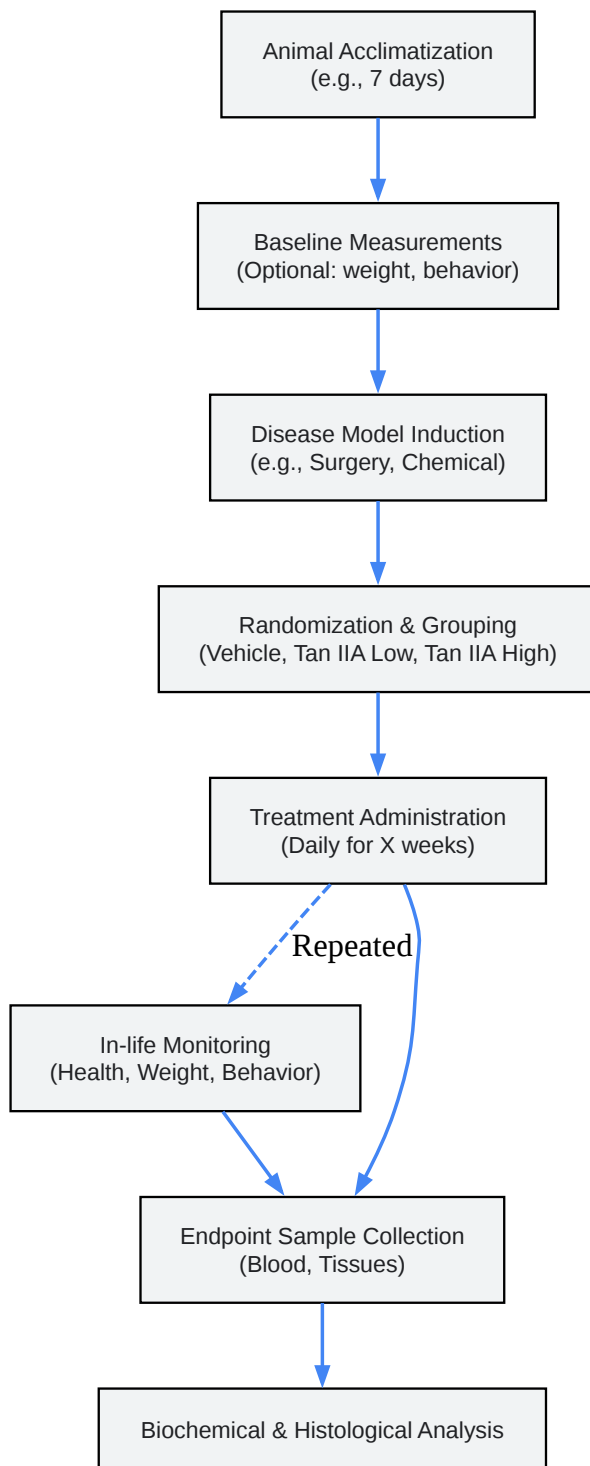 Animal Acclimatization
(e.g., 7 days)
Baseline Measurements
(Optional: weight, behavior)
Disease Model Induction
(e.g., Surgery, Chemical)
Randomization & Grouping
(Vehicle, Tan IIA Low, Tan IIA High)
Treatment Administration
(Daily for X weeks)
Repeated
In-life Monitoring
(Health, Weight, Behavior)
Endpoint Sample Collection
(Blood, Tissues)
Biochemical & Histological Analysis